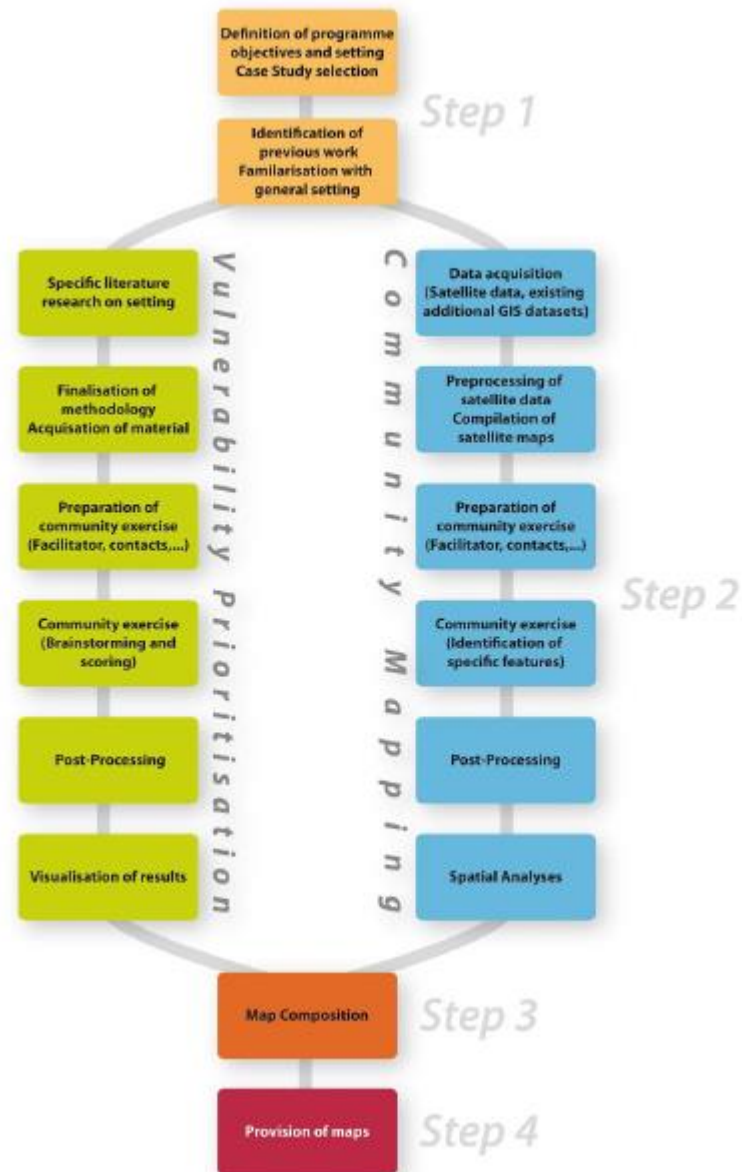 Definition of programme
objectives and setting
Case Study selection
Step 1
Identification of
previous work
Familarisation with
general setting
Vulnerability Prioritisation
Specific literature
research on setting
Finalisation of
methodology
Acquisation of material
Preparation of
community exercise
(Facilitator, contacts,...)
Community exercise
(Brainstorming and
scoring)
Post-Processing
Visualisation of results
Community Mapping
Data acquisition
(Satellite data, existing
additional GIS datasets)
Preprocessing of
satellite data
Compilation of
satellite maps
Preparation of
community exercise
(Facilitator, contacts,...)
Community exercise
(Identification of
specific features)
Post-Processing
Spatial Analyses
Step 2
Map Composition
Step 3
Provision of maps
Step 4